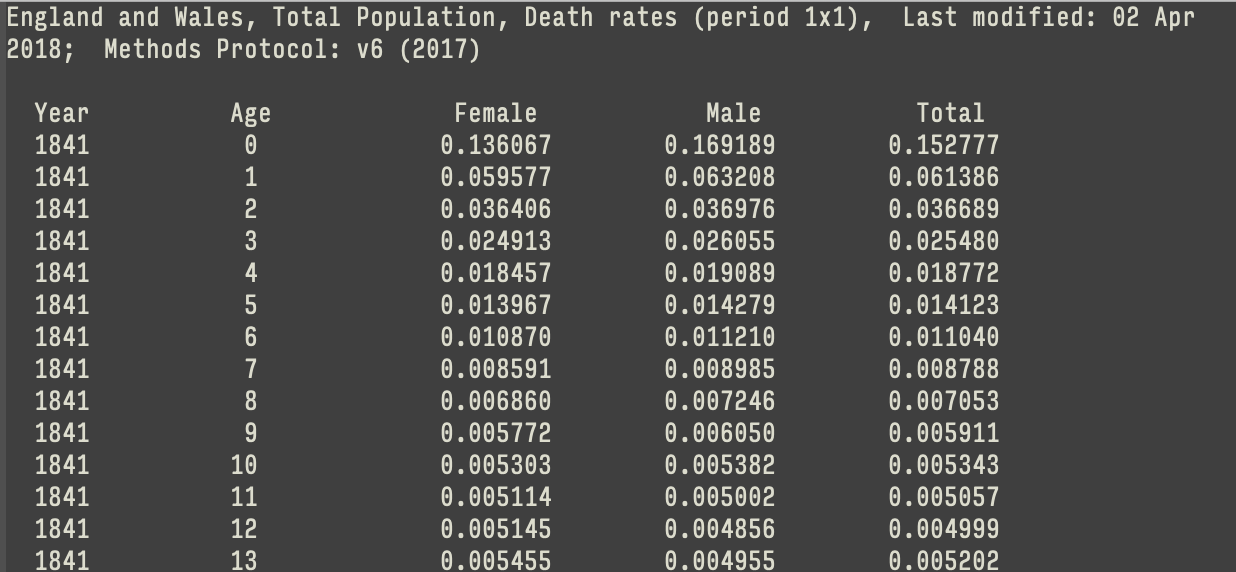 England and Wales, Total Population, Death rates (period 1x1),  Last modified: 02 Apr
2018;  Methods Protocol: v6 (2017)
Year Age Female Male Total
1841 0 0.136067 0.169189 0.152777
1841 1 0.059577 0.063208 0.061386
1841 2 0.036406 0.036976 0.036689
1841 3 0.024913 0.026055 0.025480
1841 4 0.018457 0.019089 0.018772
1841 5 0.013967 0.014279 0.014123
1841 6 0.010870 0.011210 0.011040
1841 7 0.008591 0.008985 0.008788
1841 8 0.006860 0.007246 0.007053
1841 9 0.005772 0.006050 0.005911
1841 10 0.005303 0.005382 0.005343
1841 11 0.005114 0.005002 0.005057
1841 12 0.005145 0.004856 0.004999
1841 13 0.005455 0.004955 0.005202